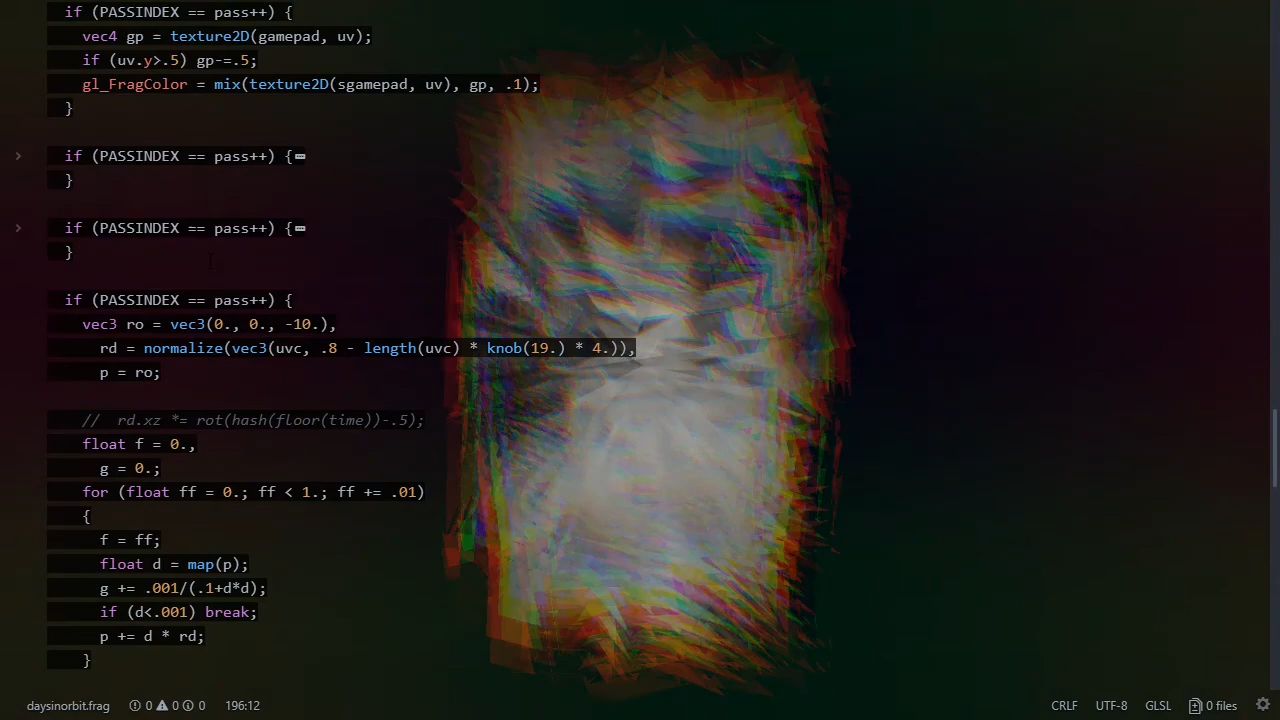 if (PASSINDEX == pass++) {
vec4 gp = texture2D(gamepad, uv);
if (uv.y>.5) gp-=.5;
gl_FragColor = mix(texture2D(sgamepad, uv), gp, .1);
}
if (PASSINDEX == pass++) {
}
if (PASSINDEX == pass++) {
}
if (PASSINDEX == pass++) {
vec3 ro = vec3(0., 0., -10.),
rd = normalize(vec3(uvc, .8 - length(uvc) * knob(19.) * 4.)),
p = ro;
// rd.xz *= rot(hash(floor(time))-.5);
float f = 0.,
g = 0.;
for (float ff = 0.; ff < 1.; ff += .01)
{
f = ff;
float d = map(p);
g += .001/(.1+d*d);
if (d<.001) break;
p += d * rd;
}
daysinorbit.frag 0 0 0 196:12 CRLF UTF-8 GLSL 0 files